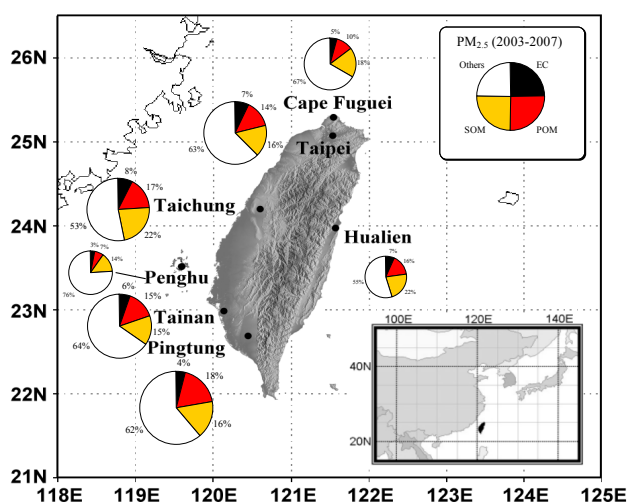 26N
25N
24N
23N
22N
21N
118E 119E 120E 121E 122E 123E 124E 125E
PM2.5 (2003-2007)
Others EC
SOM POM
5% 10%
18%
67%
Cape Fuguei
7%
14%
16%
63%
Taipei
8%
17%
22%
53%
Taichung
3% 7%
14%
76%
Penghu
6%
15%
15%
64%
Tainan
Pingtung
4%
18%
16%
62%
Hualien
7%
16%
22%
55%
100E 120E 140E
40N
20N